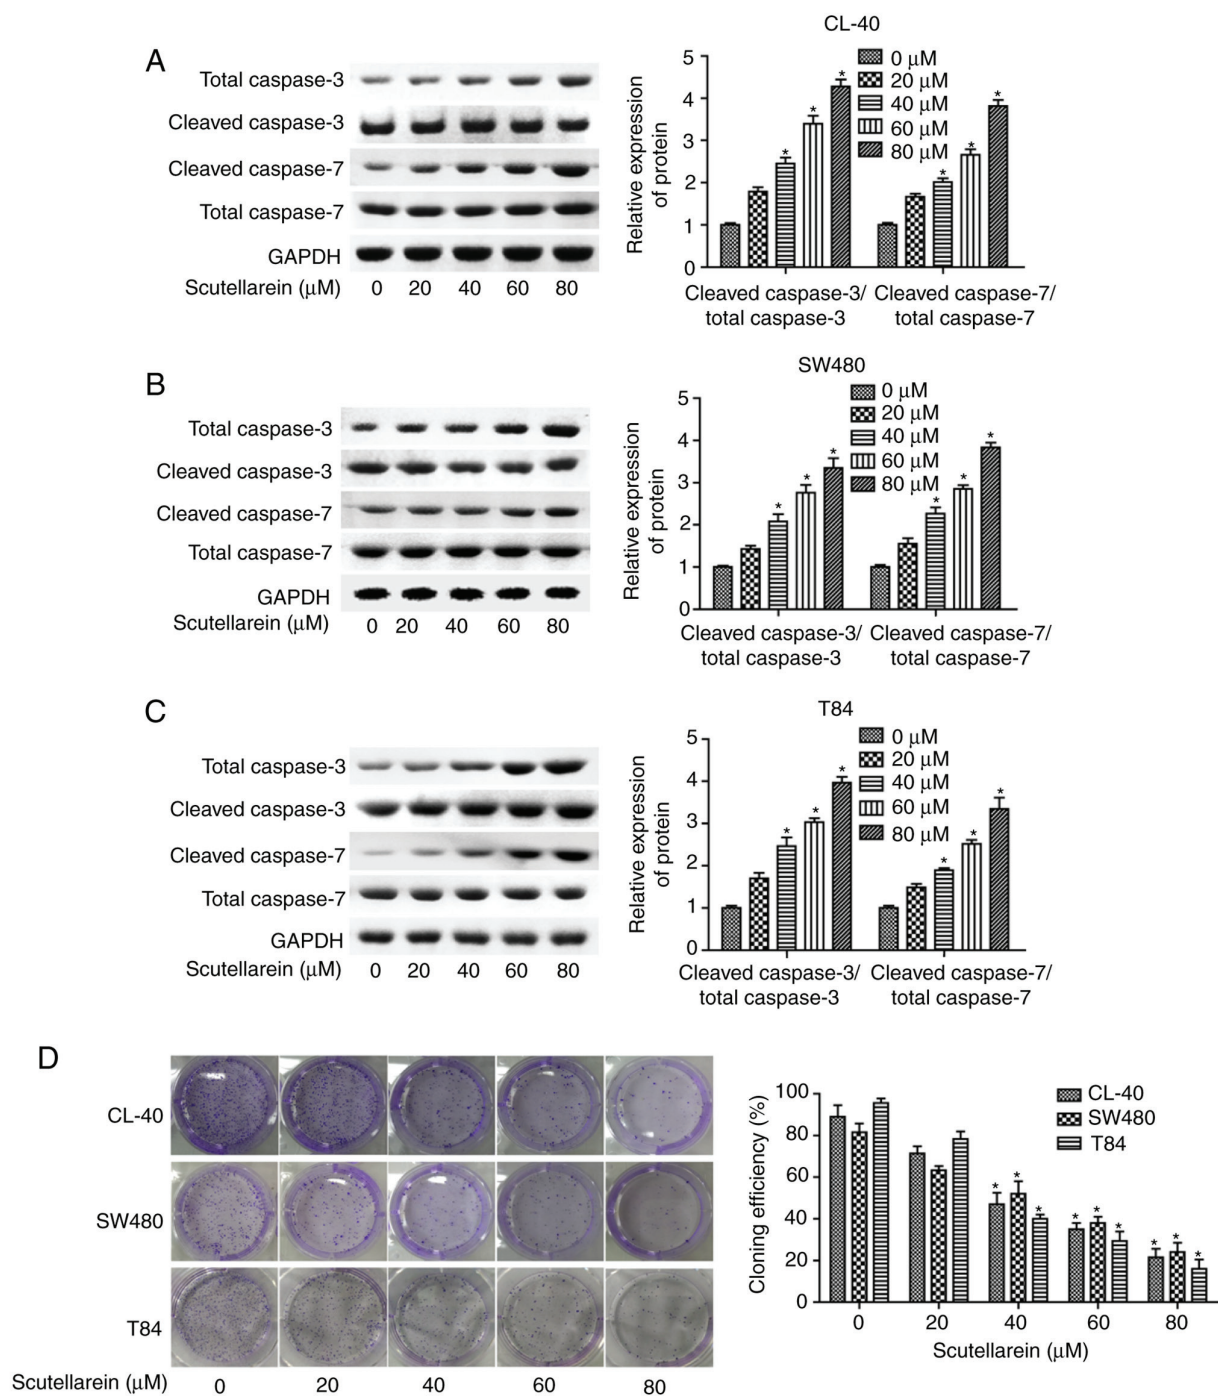 A
Total caspase-3
Cleaved caspase-3
Cleaved caspase-7
Total caspase-7
GAPDH
Scutellarein (μM) 0 20 40 60 80
CL-40
Relative expression
of protein
5
4
3
2
1
0
0 μM
20 μM
40 μM
60 μM
80 μM
* * * * * *
Cleaved caspase-3/ Cleaved caspase-7/
total caspase-3 total caspase-7
B
Total caspase-3
Cleaved caspase-3
Cleaved caspase-7
Total caspase-7
GAPDH
Scutellarein (μM) 0 20 40 60 80
SW480
Relative expression
of protein
5
4
3
2
1
0
0 μM
20 μM
40 μM
60 μM
80 μM
* * * * * *
Cleaved caspase-3/ Cleaved caspase-7/
total caspase-3 total caspase-7
C
Total caspase-3
Cleaved caspase-3
Cleaved caspase-7
Total caspase-7
GAPDH
Scutellarein (μM) 0 20 40 60 80
T84
Relative expression
of protein
5
4
3
2
1
0
0 μM
20 μM
40 μM
60 μM
80 μM
* * * * * *
Cleaved caspase-3/ Cleaved caspase-7/
total caspase-3 total caspase-7
D
CL-40
SW480
T84
Scutellarein (μM) 0 20 40 60 80
Cloning efficiency (%)
100
80
60
40
20
0
CL-40
SW480
T84
* * * * * * * * *
0 20 40 60 80
Scutellarein (μM)